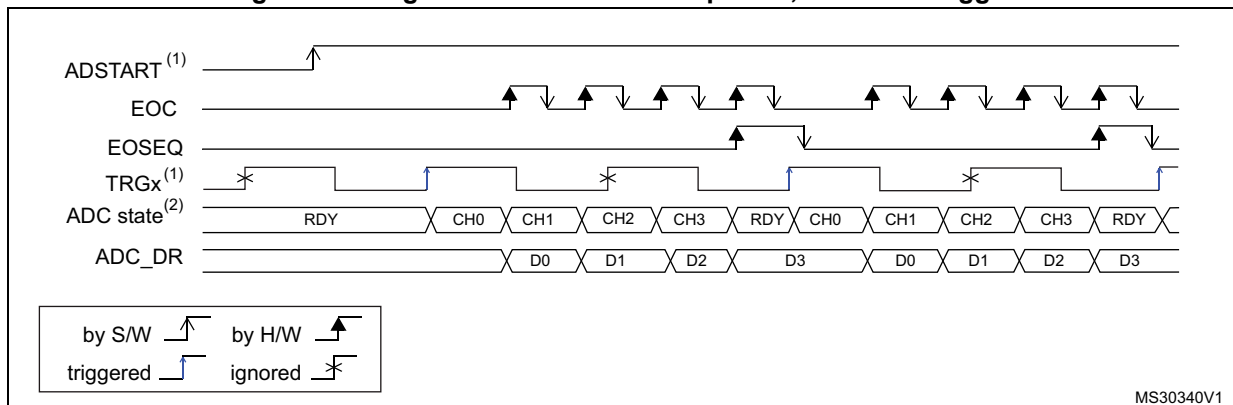 ADSTART (1)
EOC
EOSEQ
TRGx (1)
ADC state (2) RDY CH0 CH1 CH2 CH3 RDY CH0 CH1 CH2 CH3 RDY
ADC_DR D0 D1 D2 D3 D0 D1 D2 D3
by S/W by H/W
triggered ignored
MS30340V1